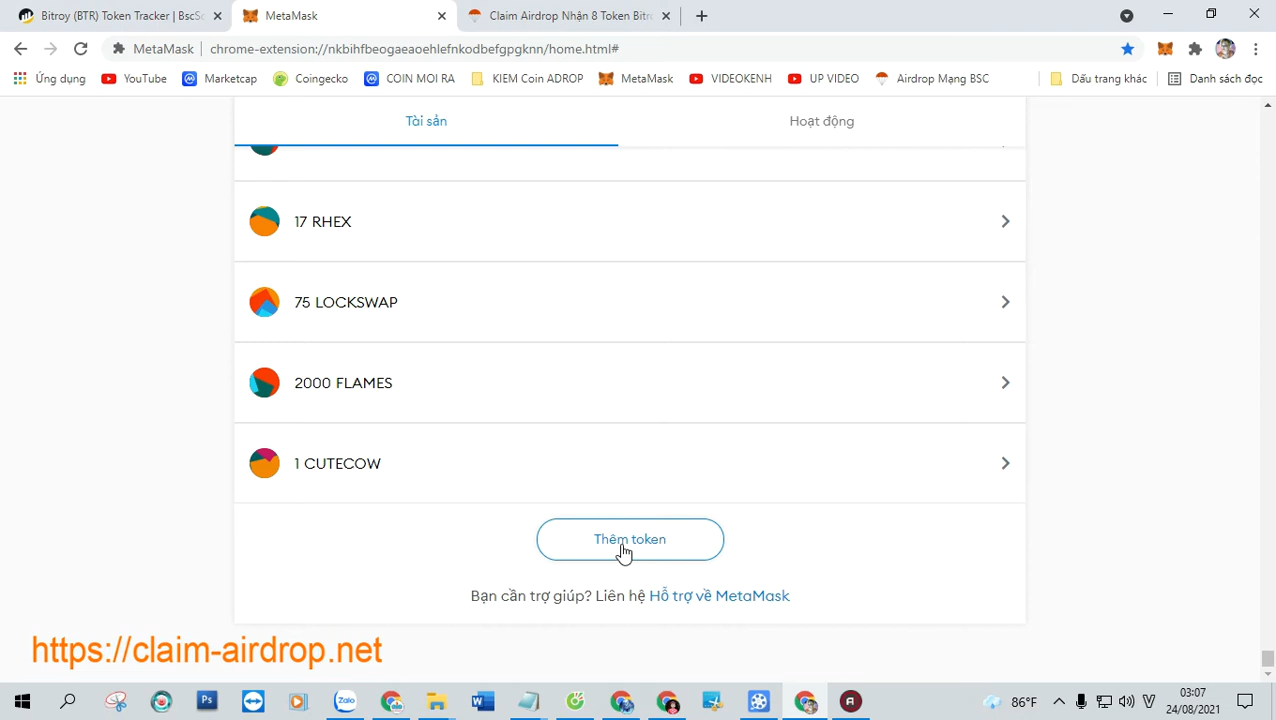 Bitroy (BTR) Token Tracker | BscSc
MetaMask
Claim Airdrop Nhận 8 Token Bitro
MetaMask
chrome-extension://nkbihfbeogaeaoehlefnkodbefgpgknn/home.html#
Ứng dụng
YouTube
Marketcap
Coingecko
COIN MOI RA
KIEM Coin ADROP
MetaMask
VIDEOKENH
UP VIDEO
Airdrop Mạng BSC
Dấu trang khác
Danh sách đọc
Tài sản
Hoạt động
17 RHEX
75 LOCKSWAP
2000 FLAMES
1 CUTECOW
Thêm token
Bạn cần trợ giúp? Liên hệ Hỗ trợ về MetaMask
https://claim-airdrop.net
Ps
Zalo
W
86°F
V
03:07
24/08/2021